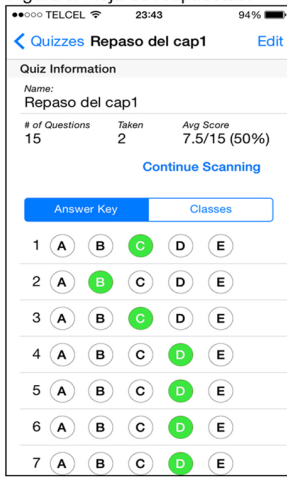 TELCEL 23:43 94%
Quizzes Repaso del cap1 Edit
Quiz Information
Name:
Repaso del cap1
# of Questions Taken Avg Score
15 2 7.5/15 (50%)
Continue Scanning
Answer Key Classes
1 A B C D E
2 A B C D E
3 A B C D E
4 A B C D E
5 A B C D E
6 A B C D E
7 A B C D E